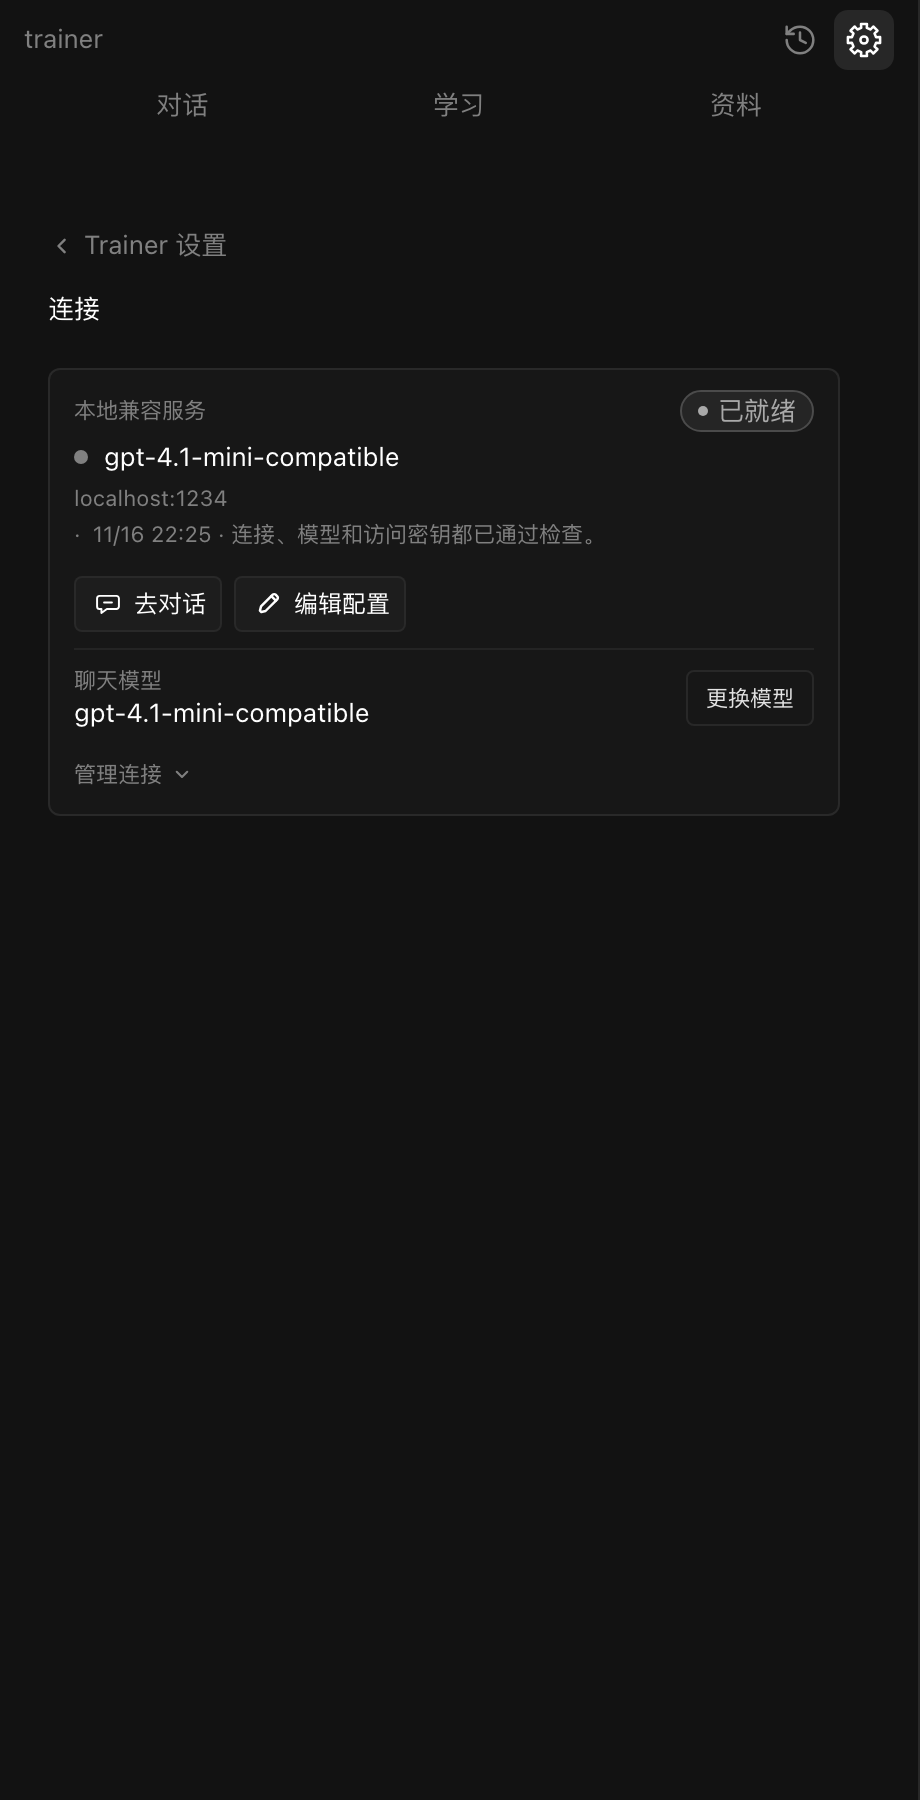 trainer
对话 学习 资料
Trainer 设置
连接
本地兼容服务 已就绪
gpt-4.1-mini-compatible
localhost:1234
· 11/16 22:25 · 连接、模型和访问密钥都已通过检查。
去对话 编辑配置
聊天模型
gpt-4.1-mini-compatible
更换模型
管理连接